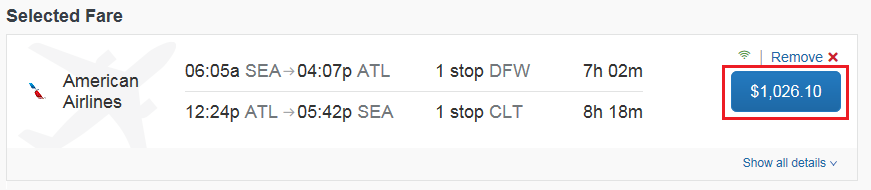 Selected Fare
Remove ✕
American Airlines
06:05a SEA→04:07p ATL 1 stop DFW 7h 02m
$1,026.10
12:24p ATL→05:42p SEA 1 stop CLT 8h 18m
Show all details